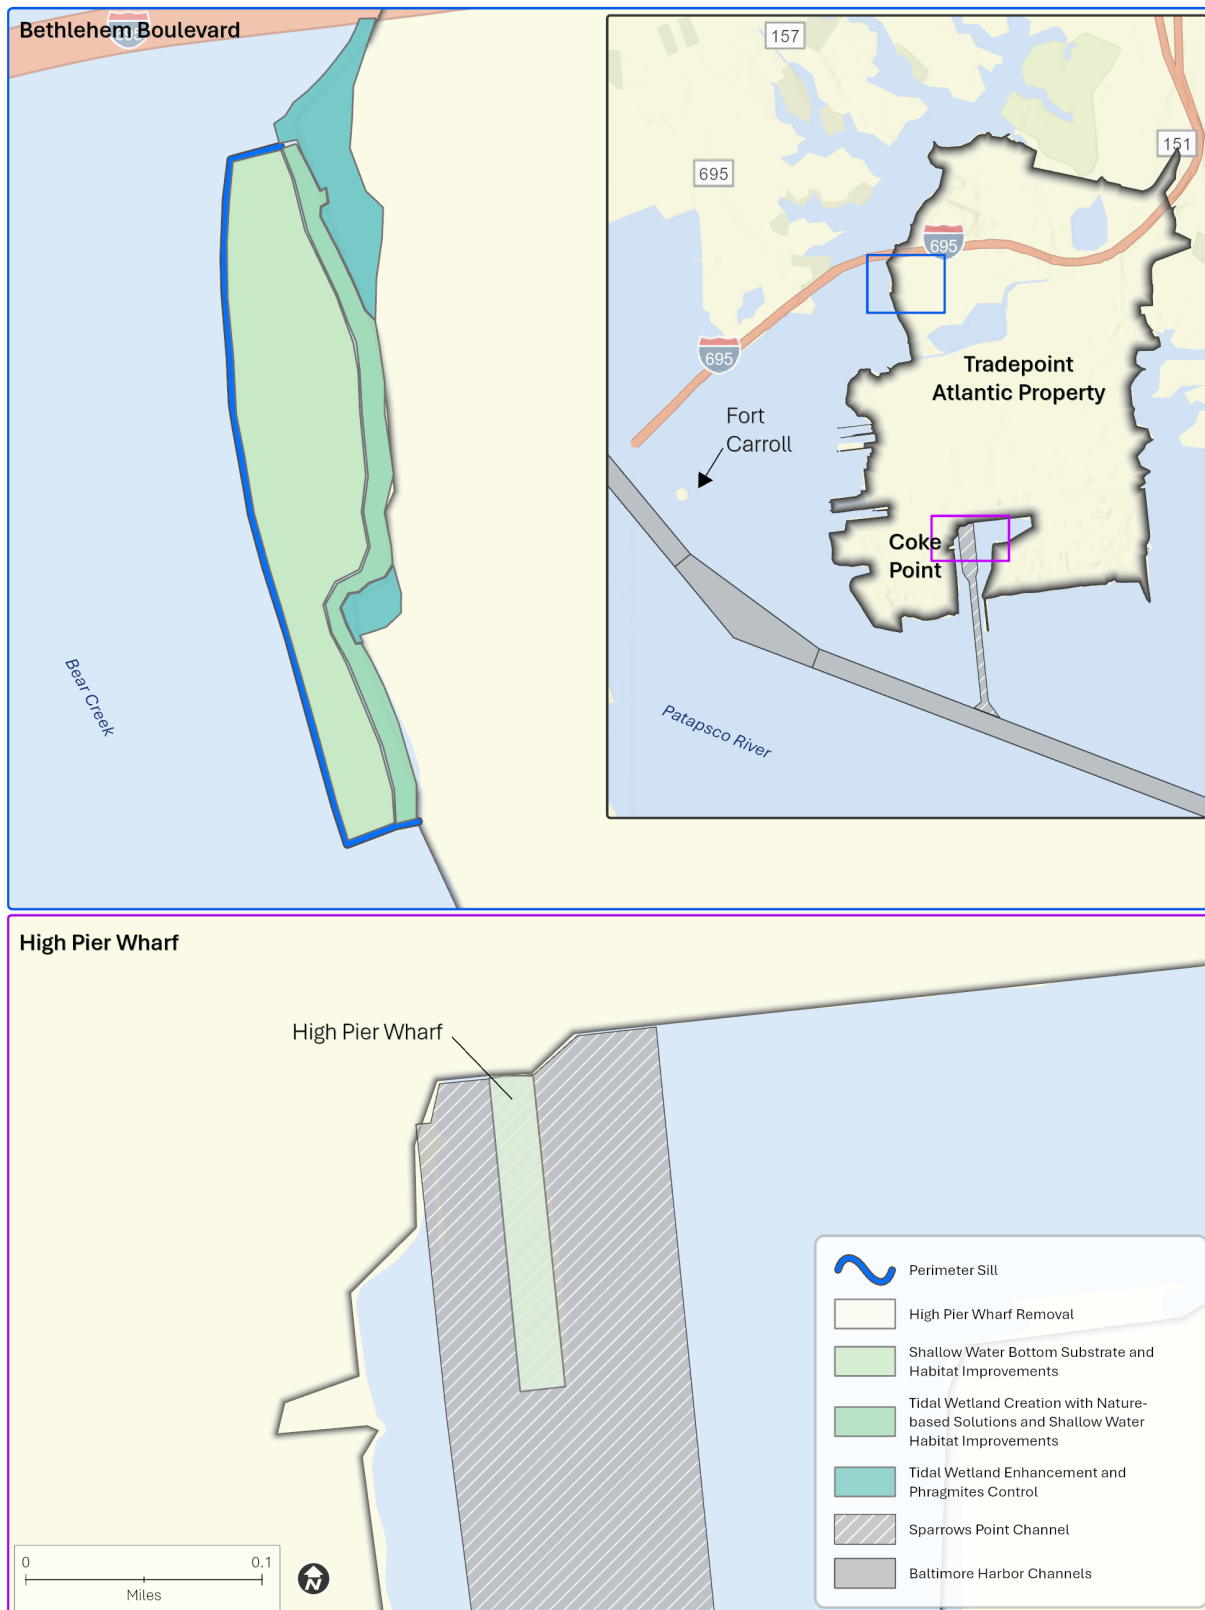 Bethlehem Boulevard
695
157
151
695
695
695
Tradepoint
Atlantic Property
Fort
Carroll
Coke
Point
Bear Creek
Patapsco River
High Pier Wharf
High Pier Wharf
Perimeter Sill
High Pier Wharf Removal
Shallow Water Bottom Substrate and
Habitat Improvements
Tidal Wetland Creation with Nature-
based Solutions and Shallow Water
Habitat Improvements
Tidal Wetland Enhancement and
Phragmites Control
Sparrows Point Channel
Baltimore Harbor Channels
0 0.1
Miles
N